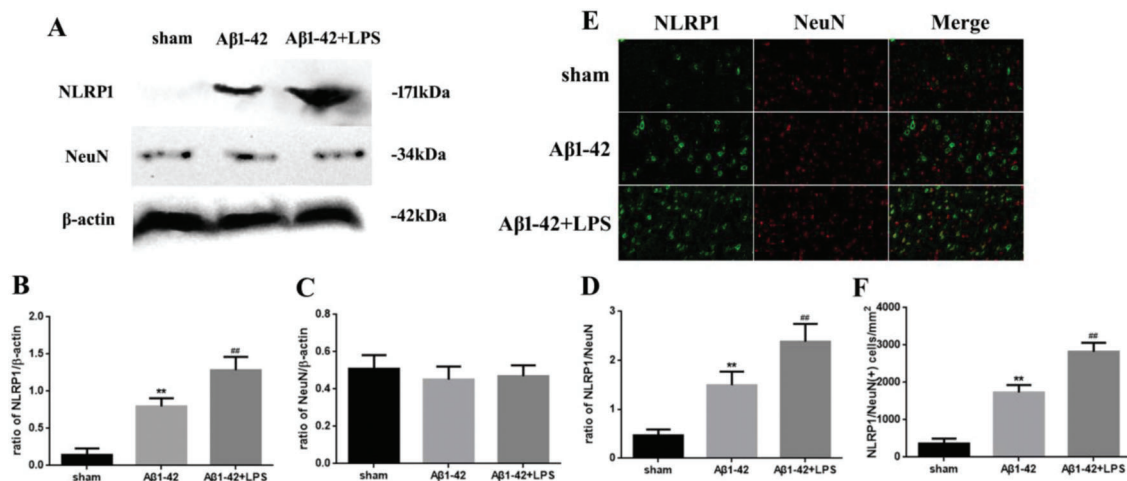 A
sham Aβ1-42 Aβ1-42+LPS
NLRP1 -171kDa
NeuN -34kDa
β-actin -42kDa
E
NLRP1 NeuN Merge
sham
Aβ1-42
Aβ1-42+LPS
B
ratio of NLRP1/β-actin
2.0
1.5
1.0
0.5
0.0
**
##
sham Aβ1-42 Aβ1-42+LPS
C
ratio of NeuN/β-actin
0.8
0.6
0.4
0.2
0.0
sham Aβ1-42 Aβ1-42+LPS
D
ratio of NLRP1/NeuN
3
2
1
0
**
##
sham Aβ1-42 Aβ1-42+LPS
F
NLRP1/NeuN(+) cells/mm2
4000
3000
2000
1000
0
**
##
sham Aβ1-42 Aβ1-42+LPS